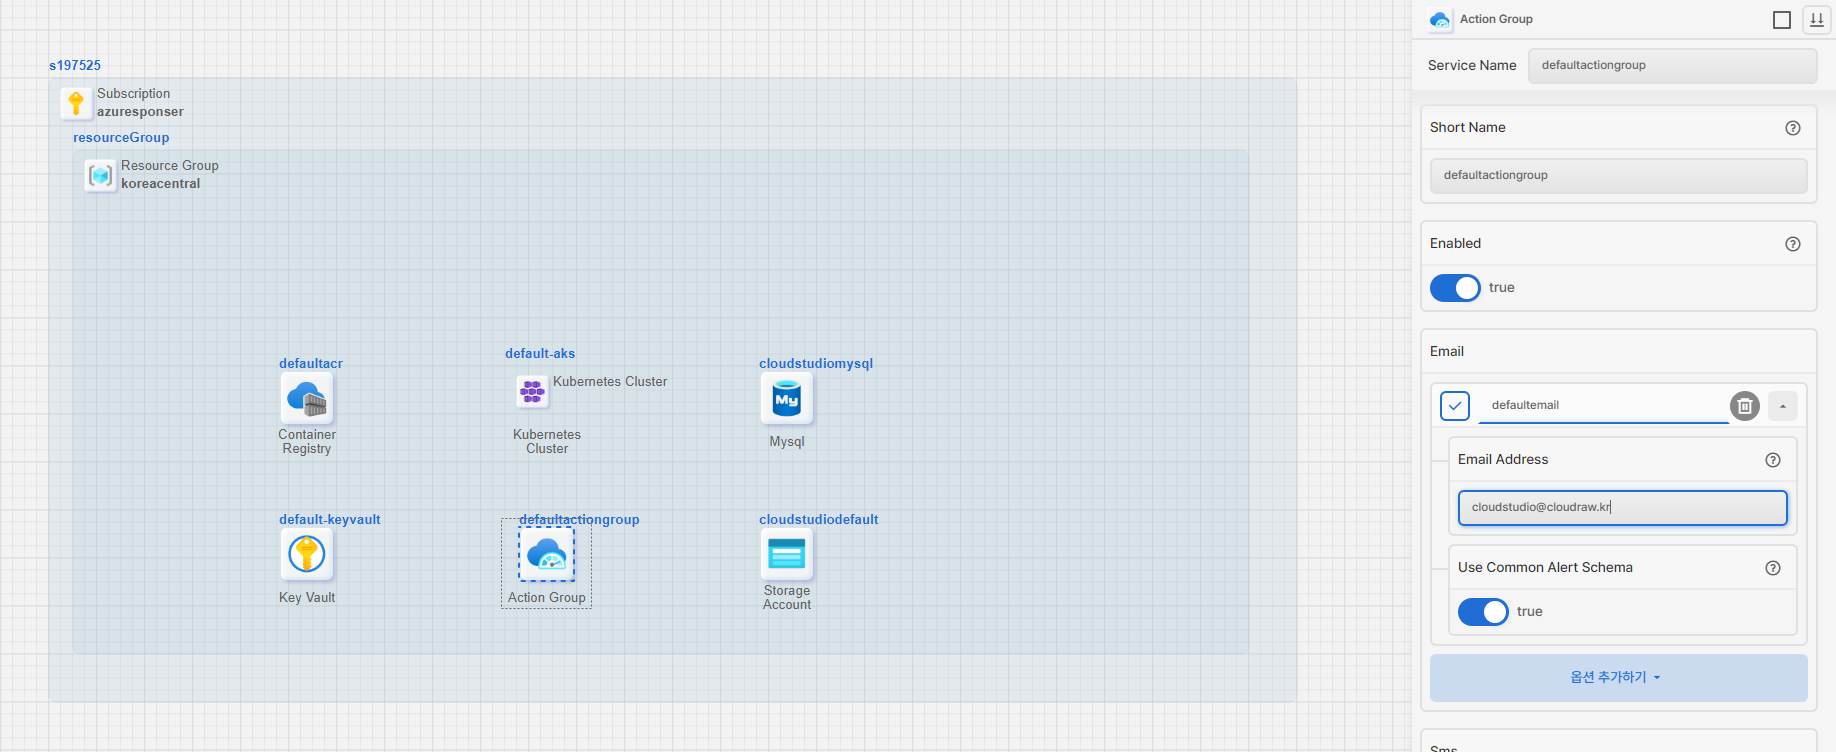 s197525
Subscription
azuresponser
resourceGroup
Resource Group
koreacentral
defaultacr
Container
Registry
default-aks
Kubernetes Cluster
Kubernetes
Cluster
cloudstudiomysql
My
Mysql
default-keyvault
Key Vault
defaultactiongroup
Action Group
cloudstudiodefault
Storage
Account
Action Group
Service Name
defaultactiongroup
Short Name
defaultactiongroup
Enabled
true
Email
defaultemail
Email Address
cloudstudio@cloudraw.kr
Use Common Alert Schema
true
옵션 추가하기
Sms